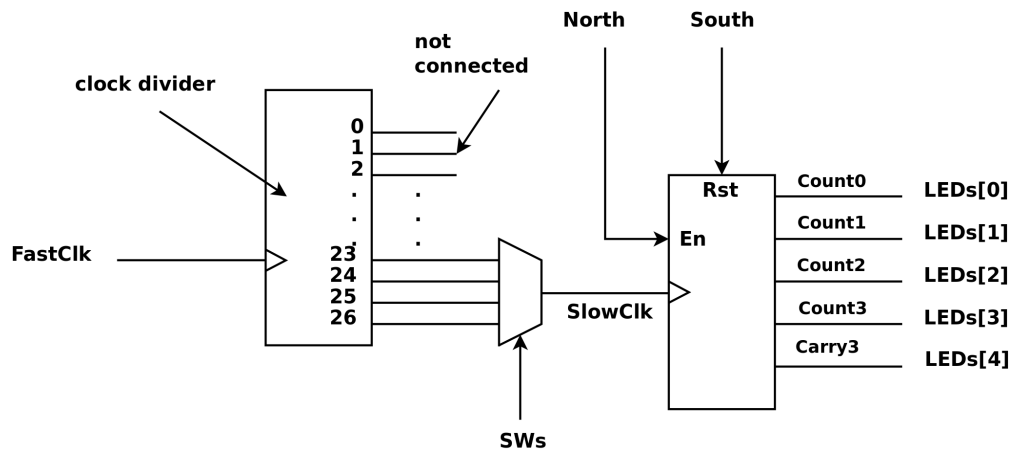 North
South
not
connected
clock divider
0
1
2
.
.
.
.
.
.
23
24
25
26
FastClk
SlowClk
SWs
Rst
En
Count0
LEDs[0]
Count1
LEDs[1]
Count2
LEDs[2]
Count3
LEDs[3]
Carry3
LEDs[4]